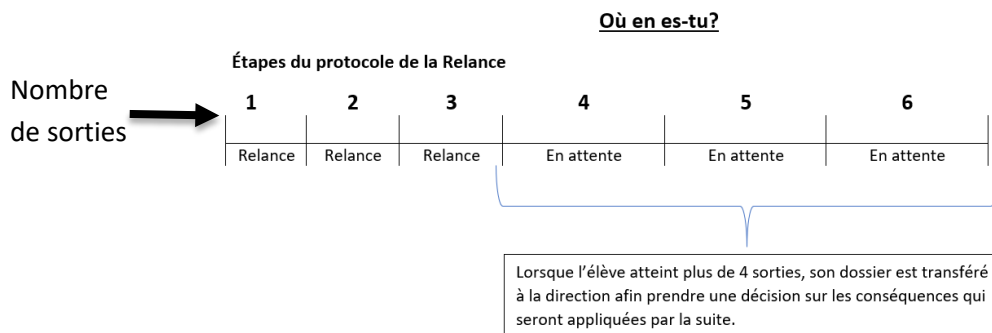 Où en es-tu?
Étapes du protocole de la Relance
Nombre
de sorties
1 2 3 4 5 6
Relance Relance Relance En attente En attente En attente
Lorsque l'élève atteint plus de 4 sorties, son dossier est transféré
à la direction afin prendre une décision sur les conséquences qui
seront appliquées par la suite.